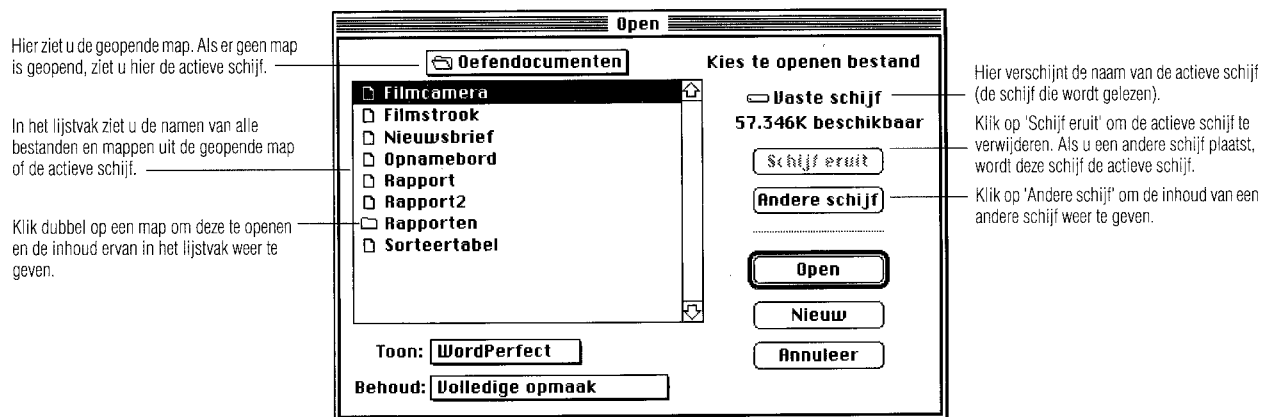 Open
Hier ziet u de geopende map. Als er geen map
is geopend, ziet u hier de actieve schijf.
In het lijstvak ziet u de namen van alle
bestanden en mappen uit de geopende map
of de actieve schijf.
Klik dubbel op een map om deze te openen
en de inhoud ervan in het lijstvak weer te
geven.
Oefendocumenten
Filmcamera
Filmstrook
Nieuwsbrief
Opnamebord
Rapport
Rapport2
Rapporten
Sorteertabel
Toon: WordPerfect
Behoud: Volledige opmaak
Kies te openen bestand
Vaste schijf
57.346K beschikbaar
Schijf eruit
Andere schijf
Open
Nieuw
Annuleer
Hier verschijnt de naam van de actieve schijf
(de schijf die wordt gelezen).
Klik op 'Schijf eruit' om de actieve schijf te
verwijderen. Als u een andere schijf plaatst,
wordt deze schijf de actieve schijf.
Klik op 'Andere schijf' om de inhoud van een
andere schijf weer te geven.